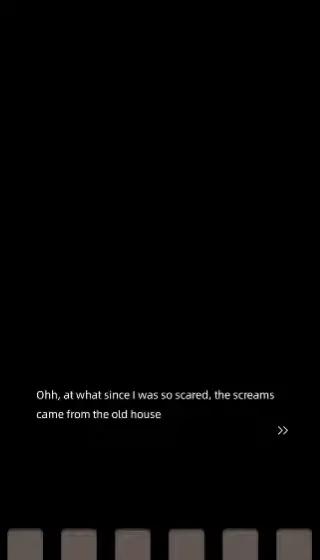 Ohh, at what since I was so scared, the screams
came from the old house